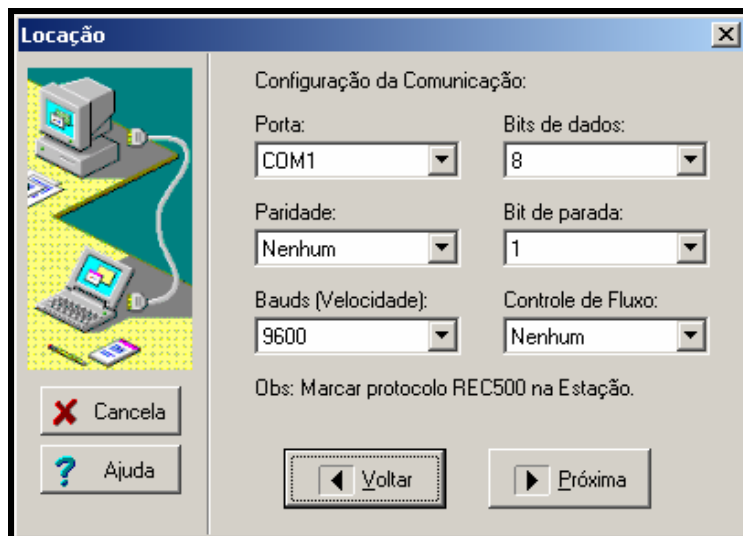 Locação
Configuração da Comunicação:
Porta:
Bits de dados:
COM1
8
Paridade:
Bit de parada:
Nenhum
1
Bauds (Velocidade):
Controle de Fluxo:
9600
Nenhum
Obs: Marcar protocolo REC500 na Estação.
Cancela
Ajuda
Voltar
Próxima